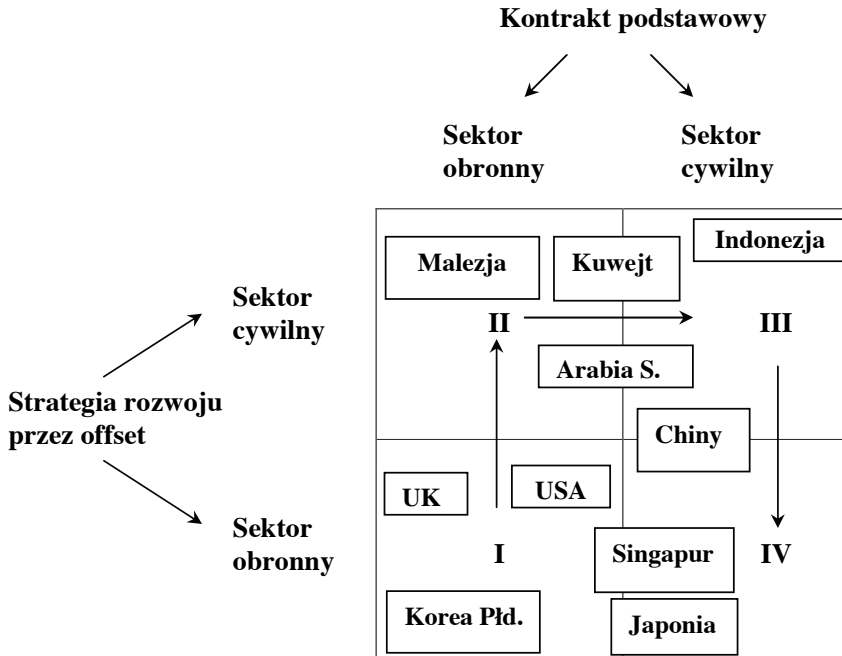 Kontrakt podstawowy
Sektor
obronny
Sektor
cywilny
Indonezja
Malezja
Kuwejt
Sektor
cywilny
II
III
Arabia S.
Strategia rozwoju
przez offset
Chiny
UK
USA
Sektor
obronny
I
Singapur
IV
Korea Płd.
Japonia